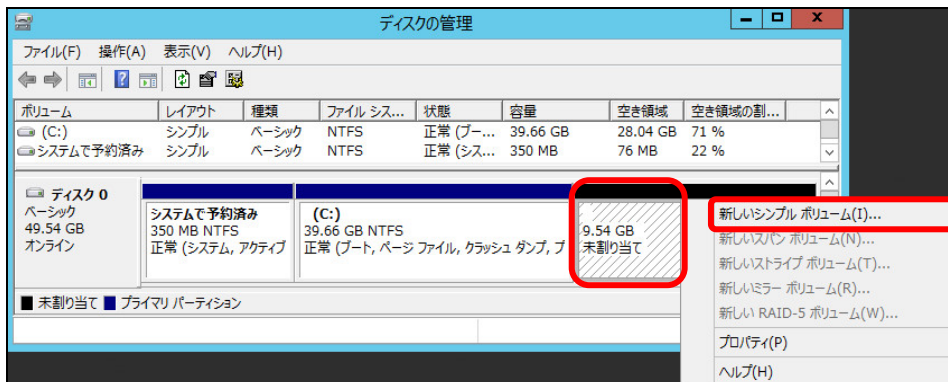 ディスクの管理
ファイル(F) 操作(A) 表示(V) ヘルプ(H)
ボリューム レイアウト 種類 ファイル シス... 状態 容量 空き領域 空き領域の割...
(C:) シンプル ベーシック NTFS 正常 (ブー... 39.66 GB 28.04 GB 71 %
システムで予約済み シンプル ベーシック NTFS 正常 (シス... 350 MB 76 MB 22 %
ディスク 0
ベーシック
49.54 GB
オンライン
システムで予約済み
350 MB NTFS
正常 (システム, アクティブ
(C:)
39.66 GB NTFS
正常 (ブート, ページ ファイル, クラッシュ ダンプ, プ
9.54 GB
未割り当て
未割り当て プライマリ パーティション
新しいシンプル ボリューム(I)...
新しいスパン ボリューム(N)...
新しいストライプ ボリューム(T)...
新しいミラー ボリューム(R)...
新しい RAID-5 ボリューム(W)...
プロパティ(P)
ヘルプ(H)